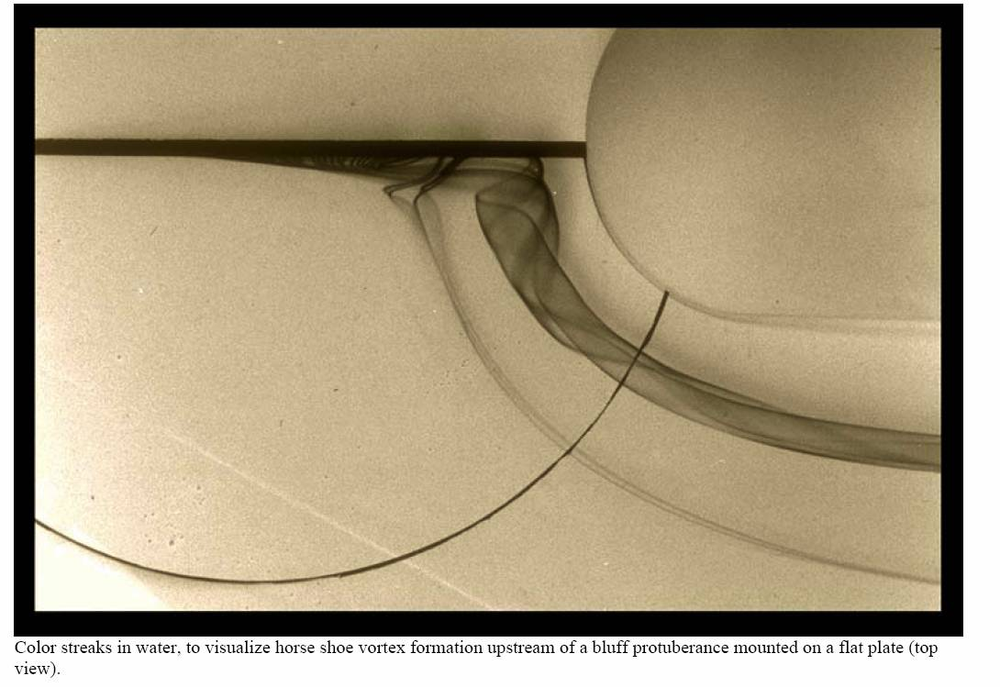 Color streaks in water, to visualize horse shoe vortex formation upstream of a bluff protuberance mounted on a flat plate (top
view).